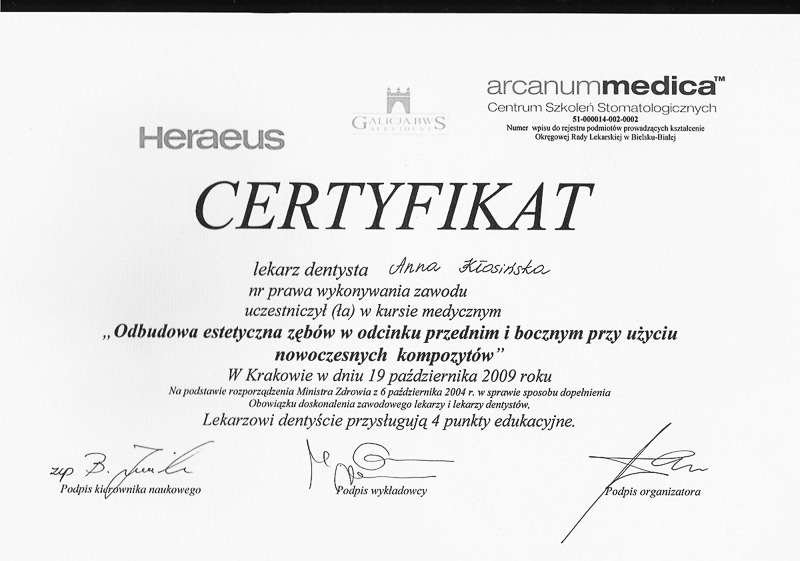 Heraeus
GALICJA BWS
arcanummedica™
Centrum Szkoleń Stomatologicznych
51-000014-002-0002
Numer wpisu do rejestru podmiotów prowadzących kształcenie
Okręgowej Rady Lekarskiej w Bielsku-Białej
CERTYFIKAT
lekarz dentysta Anna Kłosińska
nr prawa wykonywania zawodu
uczestniczył (ła) w kursie medycznym
„Odbudowa estetyczna zębów w odcinku przednim i bocznym przy użyciu
nowoczesnych kompozytów”
W Krakowie w dniu 19 października 2009 roku
Na podstawie rozporządzenia Ministra Zdrowia z 6 października 2004 r. w sprawie sposobu dopełnienia
Obowiązku doskonalenia zawodowego lekarzy i lekarzy dentystów,
Lekarzowi dentyście przysługują 4 punkty edukacyjne.
zup B.
Podpis kierownika naukowego
Podpis wykładowcy
Podpis organizatora